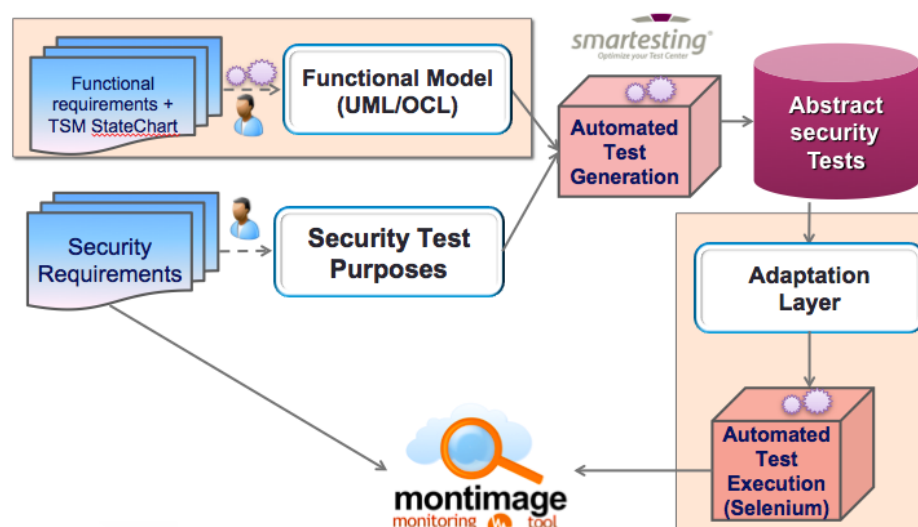 smartesting®
Optimize your Test Center
Functional
requirements +
TSM StateChart
Functional Model
(UML/OCL)
Automated
Test
Generation
Abstract
security
Tests
Security
Requirements
Security Test
Purposes
Adaptation
Layer
Automated
Test
Execution
(Selenium)
montimage
monitoring tool